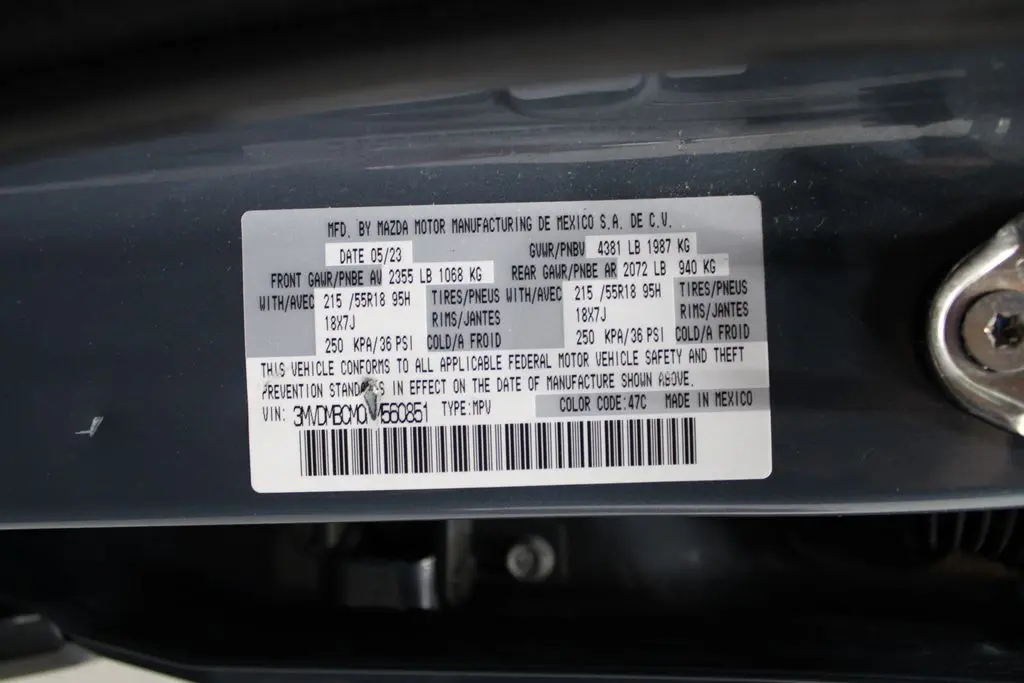 MFD. BY MAZDA MOTOR MANUFACTURING DE MEXICO S.A. DE C.V.
DATE 05/23 GVWR/PNBV 4381 LB 1987 KG
FRONT GAWR/PNBE AV 2355 LB 1068 KG REAR GAWR/PNBE AR 2072 LB 940 KG
WITH/AVEC 215 /55R18 95H TIRES/PNEUS WITH/AVEC 215 /55R18 95H TIRES/PNEUS
18X7J RIMS/JANTES 18X7J RIMS/JANTES
250 KPA/36 PSI COLD/A FROID 250 KPA/36 PSI COLD/A FROID
THIS VEHICLE CONFORMS TO ALL APPLICABLE FEDERAL MOTOR VEHICLE SAFETY AND THEFT
PREVENTION STAND S IN EFFECT ON THE DATE OF MANUFACTURE SHOWN ABOVE.
VIN: 3MVDMBCM0 M560851 TYPE:MPV COLOR CODE:47C MADE IN MEXICO